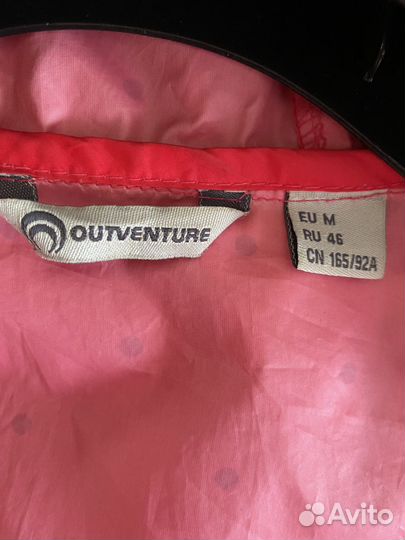 OUTVENTURE
EU M
RU 46
CN 165/92A
Avito